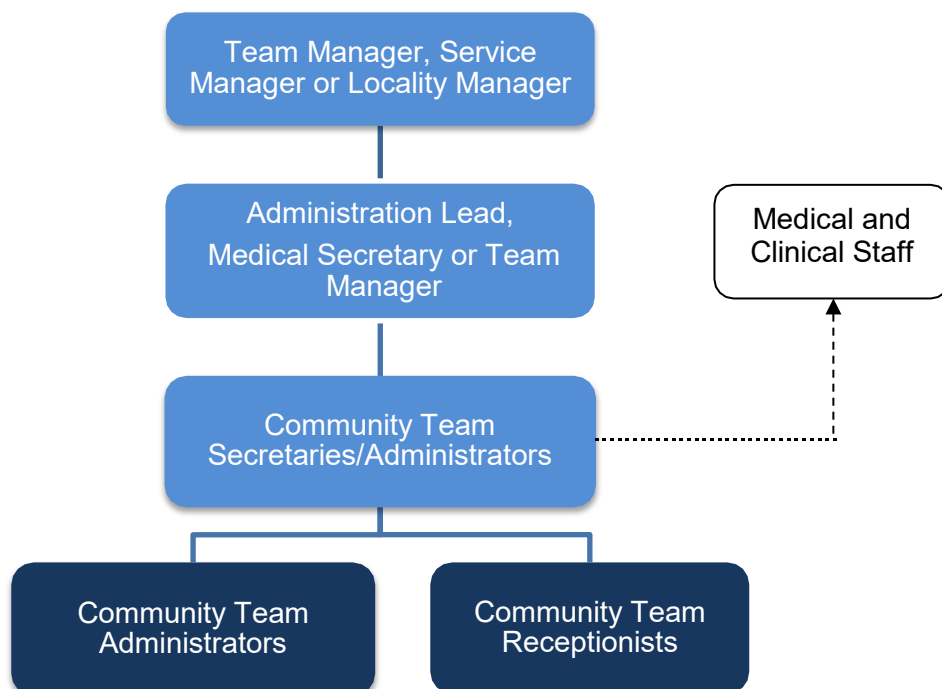 Team Manager, Service
Manager or Locality Manager
Administration Lead,
Medical Secretary or Team
Manager
Medical and
Clinical Staff
Community Team
Secretaries/Administrators
Community Team
Administrators
Community Team
Receptionists